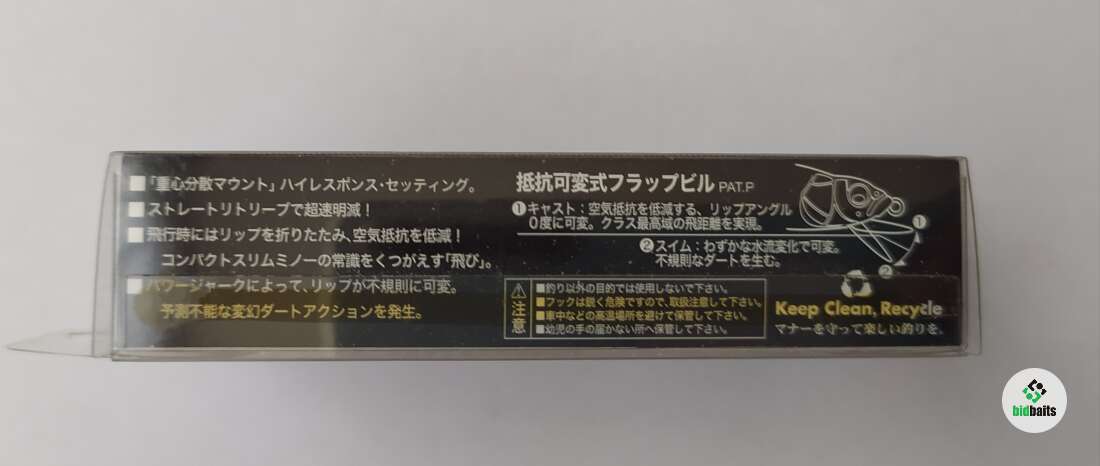 ■「重心分散マウント」ハイレスポンス・セッティング。
■ストレートリトリーブで超速明滅！
■飛行時にはリップを折りたたみ、空気抵抗を低減！
コンパクトスリムミノーの常識をくつがえす「飛び」。
■パワージャークによって、リップが不規則に可変。
予測不能な変幻ダートアクションを発生。
抵抗可変式フラップビル PAT.P
❶キャスト：空気抵抗を低減する、リップアングル
0度に可変。クラス最高域の飛距離を実現。
❷スイム：わずかな水流変化で可変。
不規則なダートを生む。
❶
❷
⚠注意
■釣り以外の目的では使用しないで下さい。
■フックは鋭く危険ですので、取扱注意して下さい。
■車中などの高温場所を避けて保管して下さい。
■幼児の手の届かない所へ保管して下さい。
Keep Clean, Recycle
マナーを守って楽しい釣りを。
bidbaits